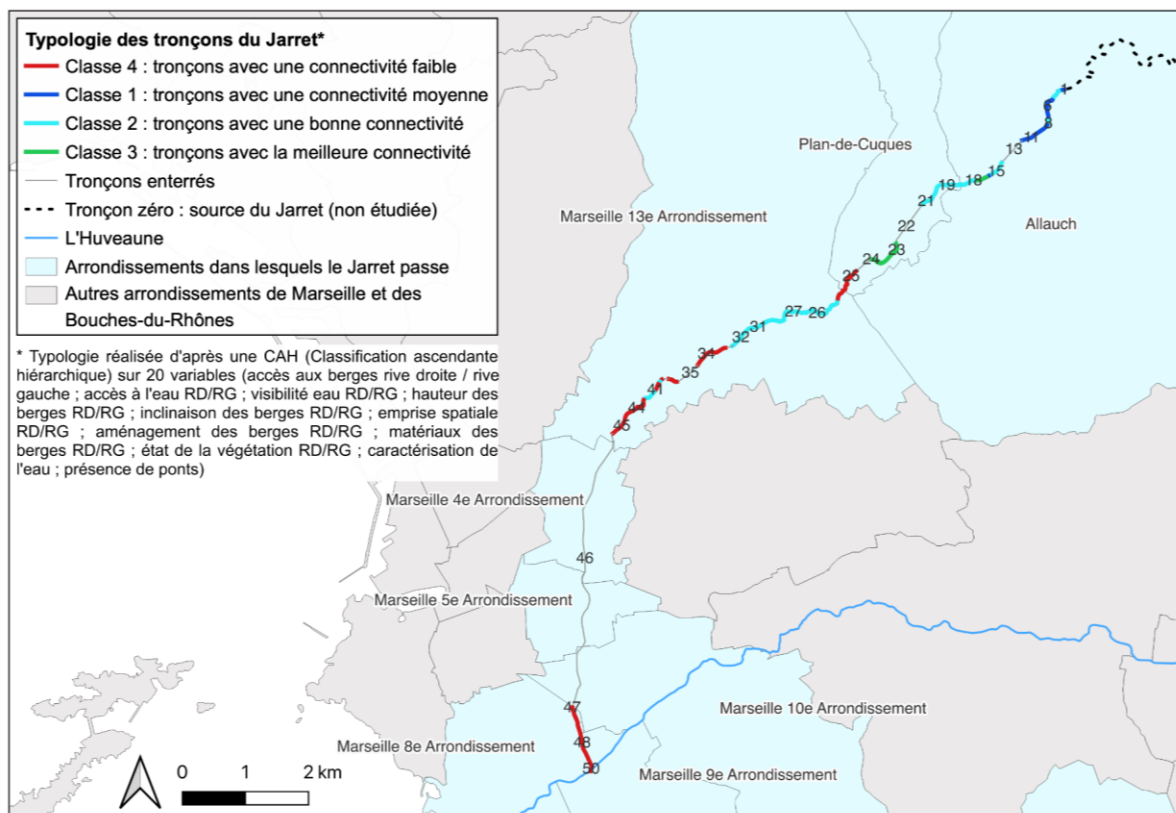 Typologie des tronçons du Jarret*
Classe 4 : tronçons avec une connectivité faible
Classe 1 : tronçons avec une connectivité moyenne
Classe 2 : tronçons avec une bonne connectivité
Classe 3 : tronçons avec la meilleure connectivité
Tronçons enterrés
Tronçon zéro : source du Jarret (non étudiée)
L'Huveaune
Arrondissements dans lesquels le Jarret passe
Autres arrondissements de Marseille et des
Bouches-du-Rhônes
* Typologie réalisée d'après une CAH (Classification ascendante
hiérarchique) sur 20 variables (accès aux berges rive droite / rive
gauche ; accès à l'eau RD/RG ; visibilité eau RD/RG ; hauteur des
berges RD/RG ; inclinaison des berges RD/RG ; emprise spatiale
RD/RG ; aménagement des berges RD/RG ; matériaux des
berges RD/RG ; état de la végétation RD/RG ; caractérisation de
l'eau ; présence de ponts)
1
6
8
11
13
Plan-de-Cuques
15
18
19
21
Marseille 13e Arrondissement
Allauch
22
23
24
25
26
27
31
32
34
35
41
44
45
Marseille 4e Arrondissement
46
Marseille 5e Arrondissement
47
Marseille 10e Arrondissement
48
Marseille 8e Arrondissement
50
Marseille 9e Arrondissement
0 1 2 km